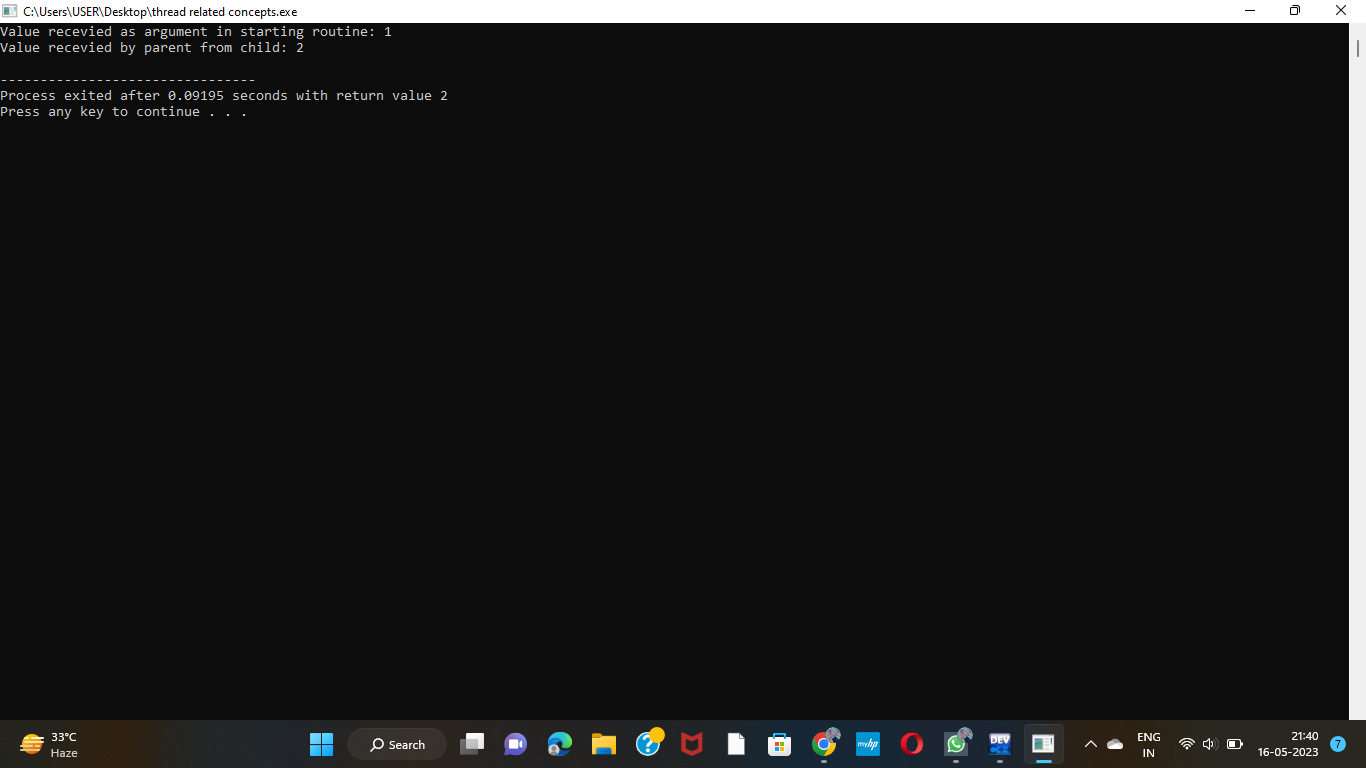 C:\Users\USER\Desktop\thread related concepts.exe
Value recevied as argument in starting routine: 1
Value recevied by parent from child: 2
--------------------------------
Process exited after 0.09195 seconds with return value 2
Press any key to continue . . .
33°C
Haze
Search
myhp
DEV
ENG
IN
21:40
16-05-2023
7